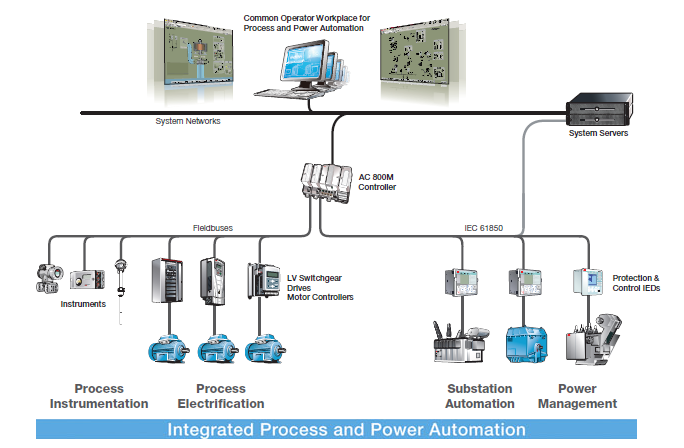 Common Operator Workplace for
Process and Power Automation
System Networks
System Servers
AC 800M
Controller
Fieldbuses
IEC 61850
Instruments
LV Switchgear
Drives
Motor Controllers
Protection &
Control IEDs
Process
Instrumentation
Process
Electrification
Substation
Automation
Power
Management
Integrated Process and Power Automation